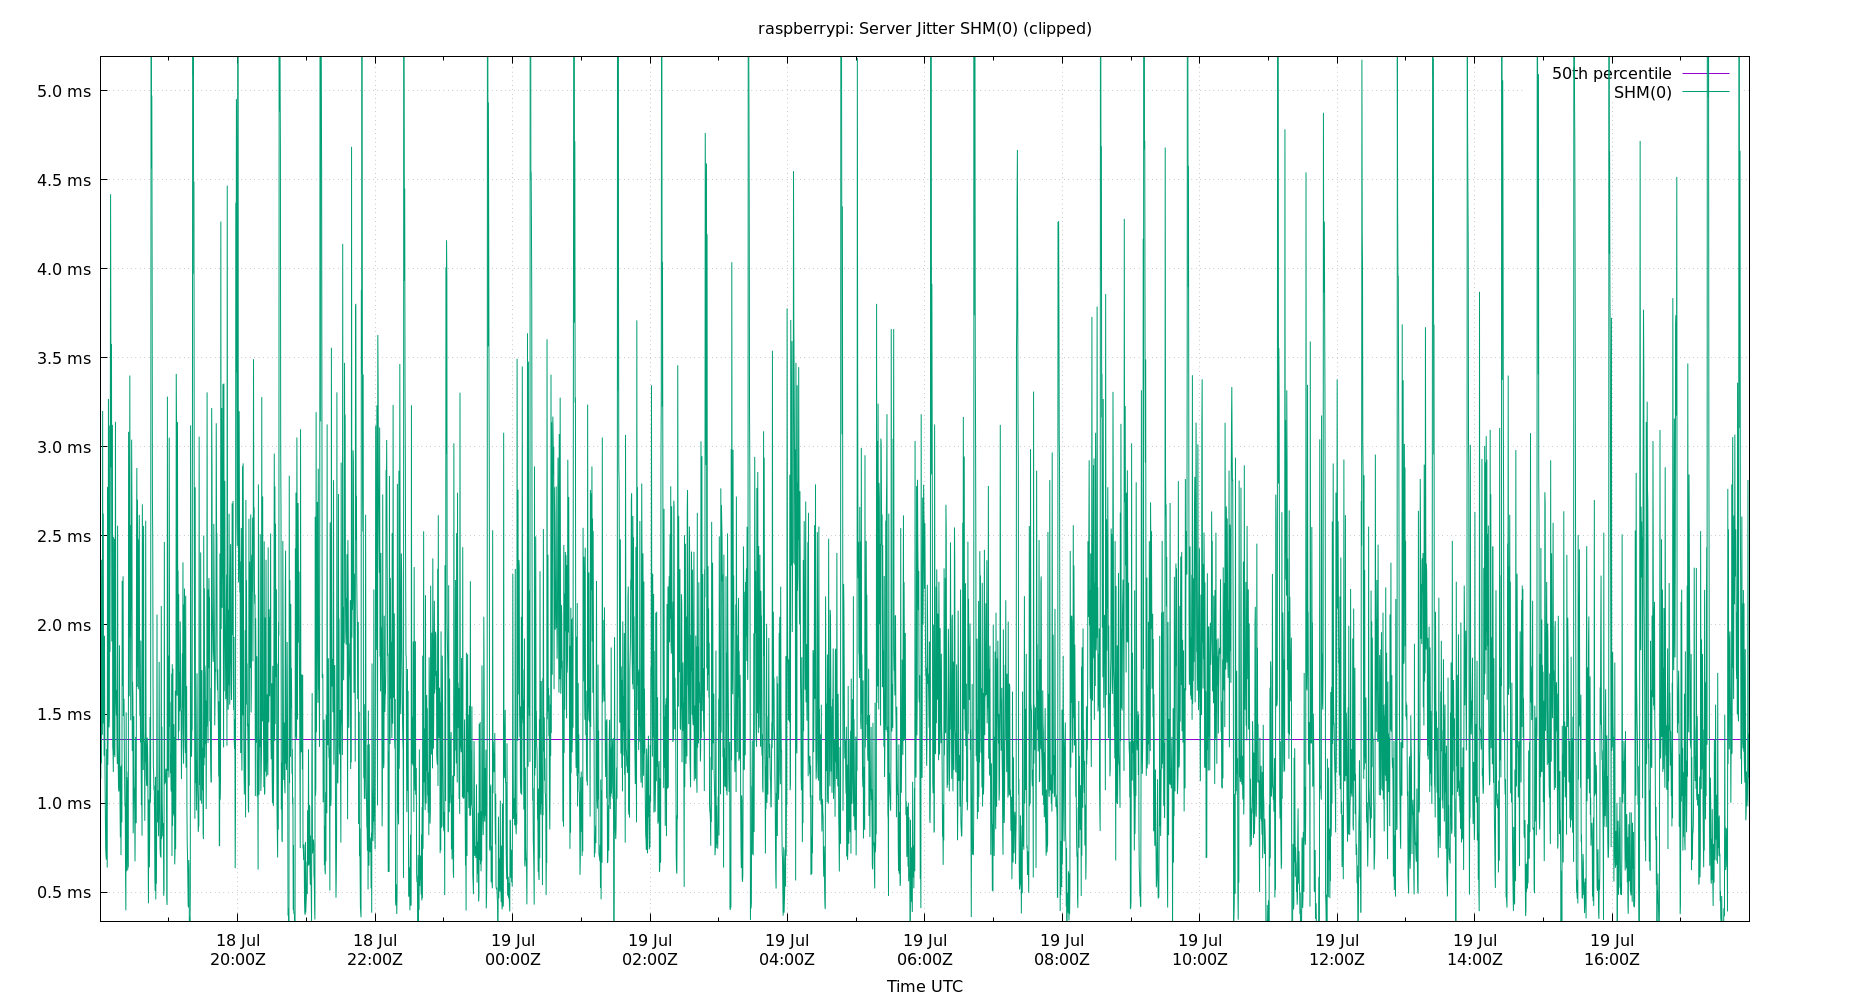 raspberrypi: Server Jitter SHM(0) (clipped)
50th percentile
SHM(0)
5.0 ms
4.5 ms
4.0 ms
3.5 ms
3.0 ms
2.5 ms
2.0 ms
1.5 ms
1.0 ms
0.5 ms
18 Jul 18 Jul 19 Jul 19 Jul 19 Jul 19 Jul 19 Jul 19 Jul 19 Jul 19 Jul 19 Jul
20:00Z 22:00Z 00:00Z 02:00Z 04:00Z 06:00Z 08:00Z 10:00Z 12:00Z 14:00Z 16:00Z
Time UTC